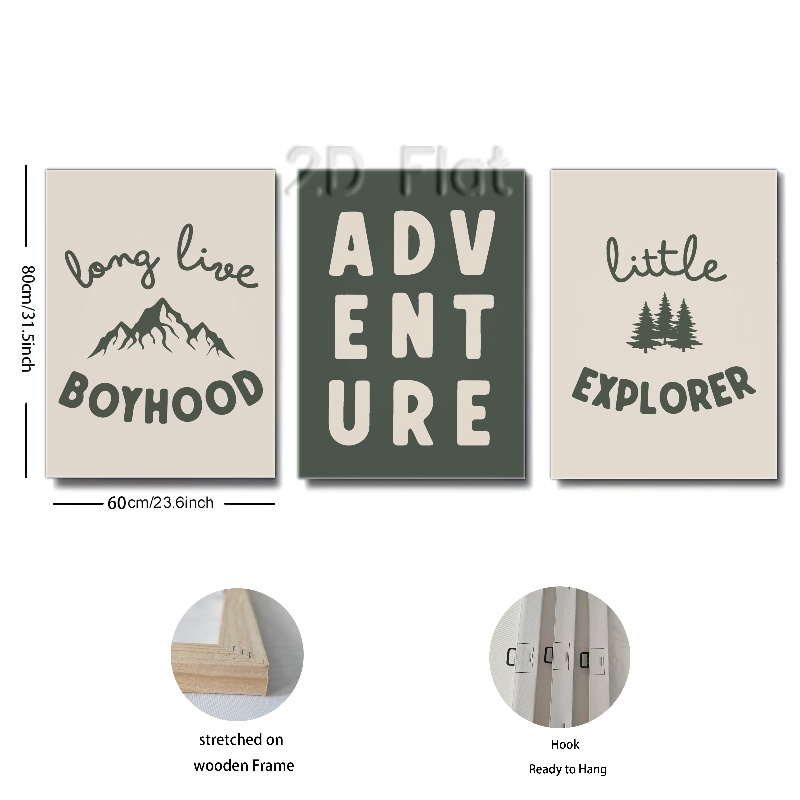 2D Flat
long live
BOYHOOD
ADV
ENT
URE
little
EXPLORER
80cm/31.5inch
60cm/23.6inch
stretched on
wooden Frame
Hook
Ready to Hang